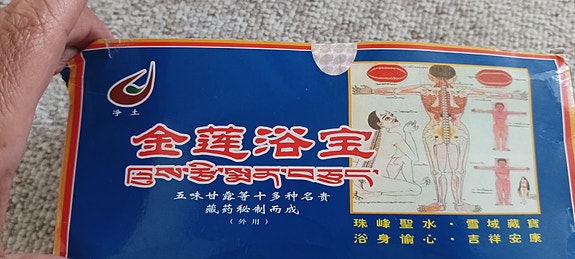 净土
金莲浴宝
五味甘露等十多种名贵
藏药秘制而成
(外用)
珠峰聖水·雪域藏寶
浴身愉心·吉祥安康